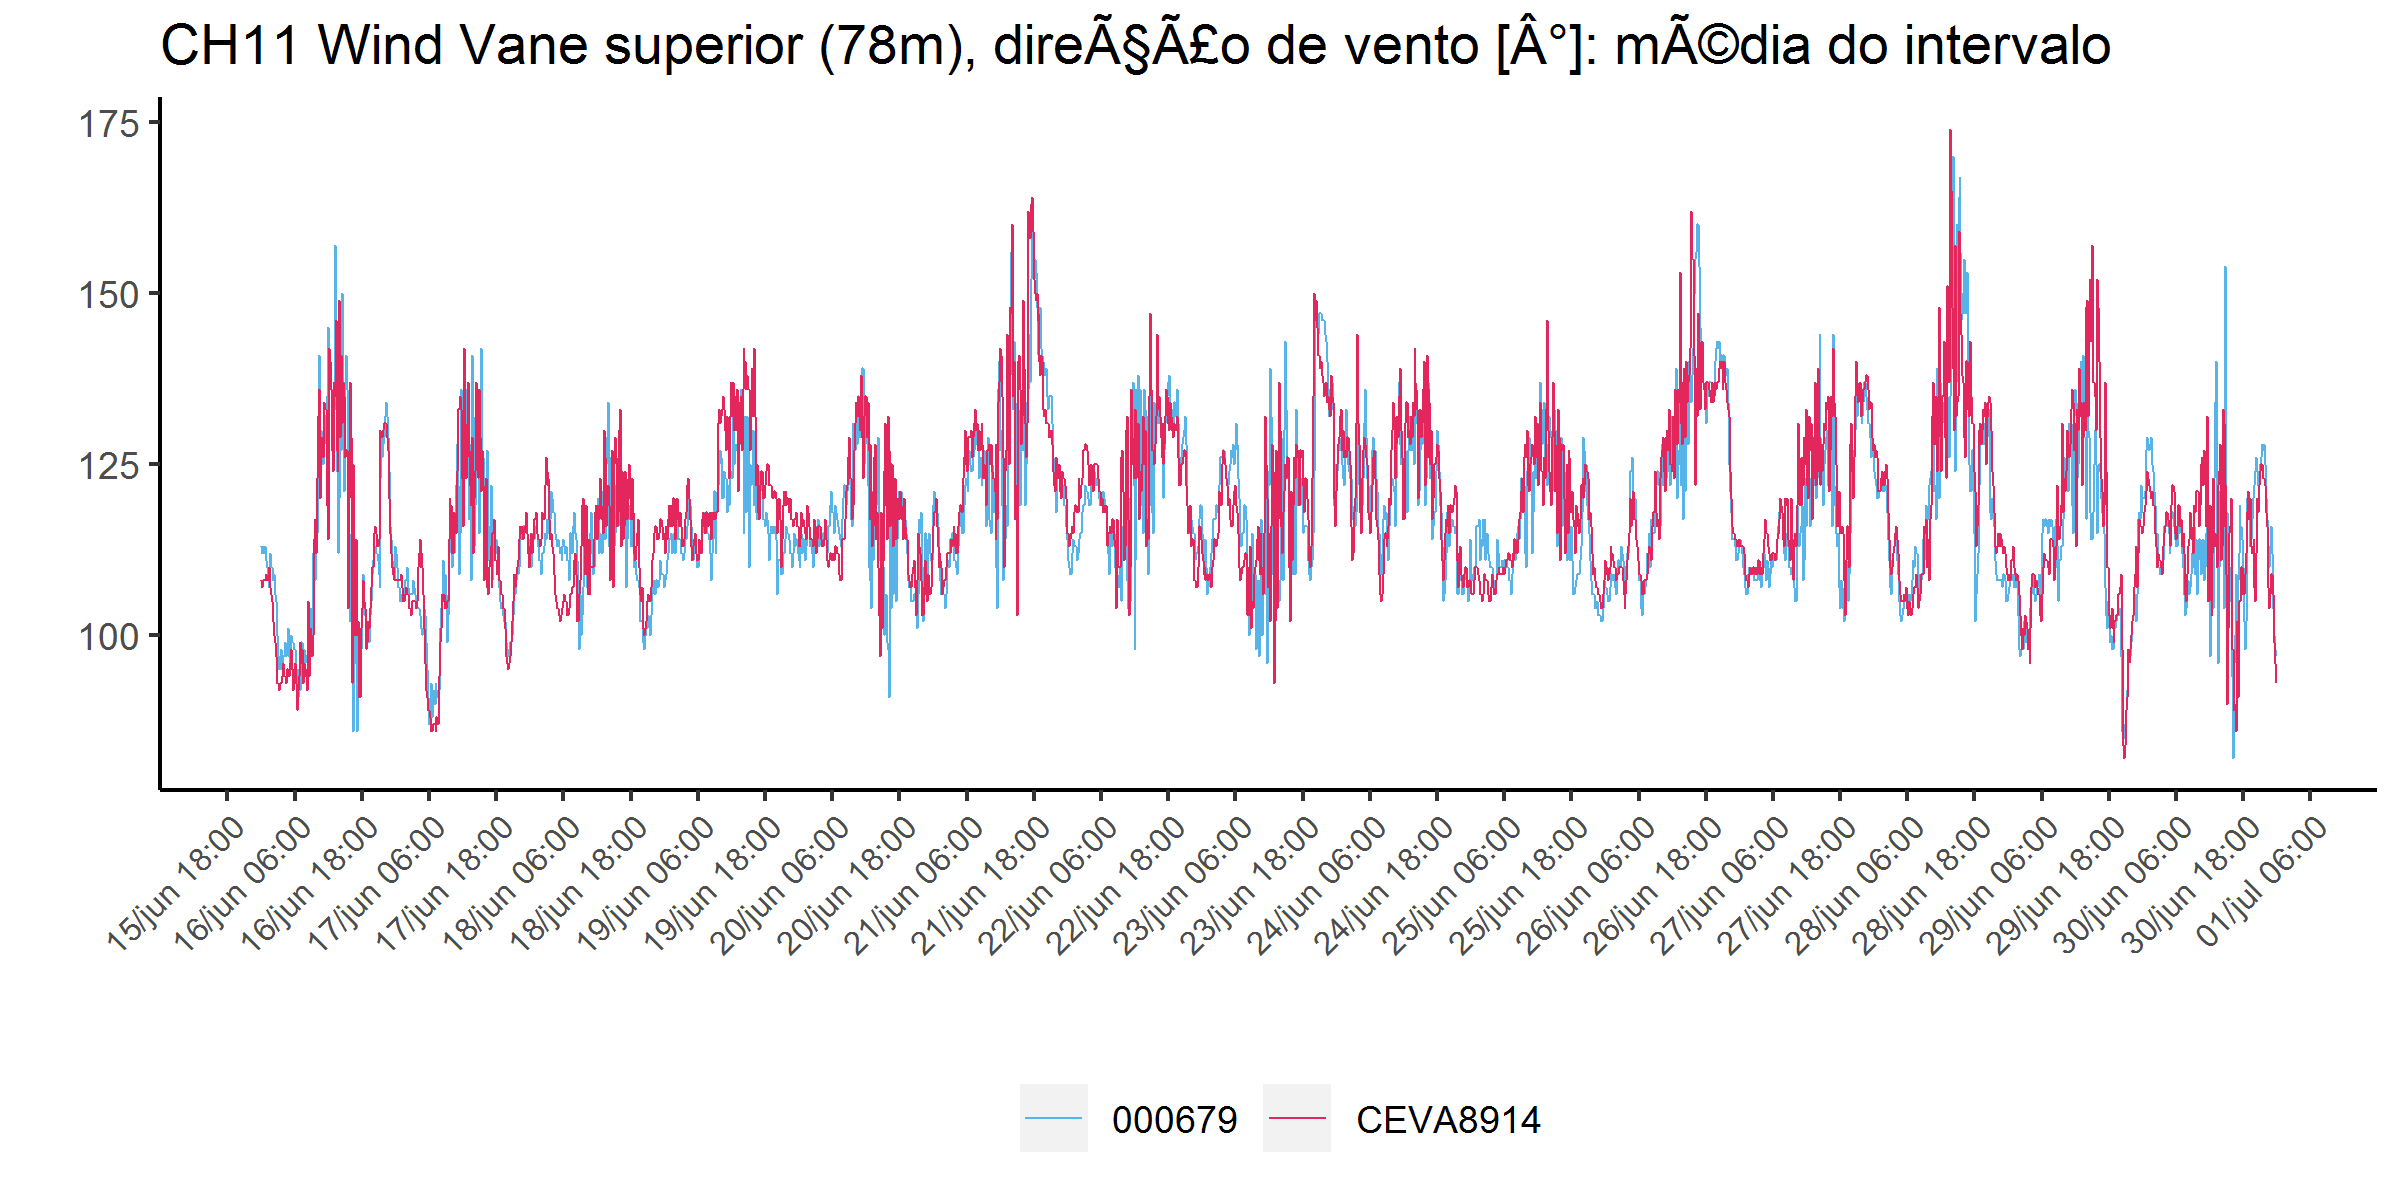 CH11 Wind Vane superior (78m), direÃ§Ã£o de vento [Â°]: mÃ©dia do intervalo
175
150
125
100
15/jun 18:00
16/jun 06:00
16/jun 18:00
17/jun 06:00
17/jun 18:00
18/jun 06:00
18/jun 18:00
19/jun 06:00
19/jun 18:00
20/jun 06:00
20/jun 18:00
21/jun 06:00
21/jun 18:00
22/jun 06:00
22/jun 18:00
23/jun 06:00
23/jun 18:00
24/jun 06:00
24/jun 18:00
25/jun 06:00
25/jun 18:00
26/jun 06:00
26/jun 18:00
27/jun 06:00
27/jun 18:00
28/jun 06:00
28/jun 18:00
29/jun 06:00
29/jun 18:00
30/jun 06:00
30/jun 18:00
01/jul 06:00
000679
CEVA8914